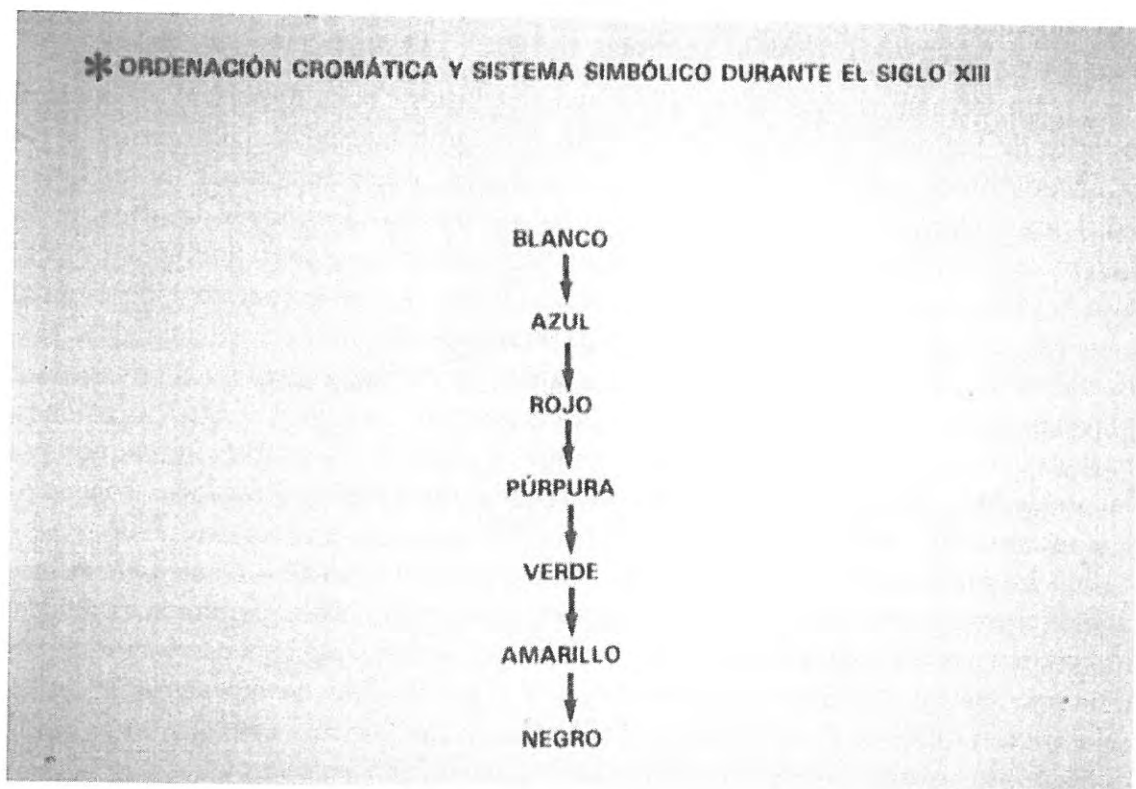 ✱ ORDENACIÓN CROMÁTICA Y SISTEMA SIMBÓLICO DURANTE EL SIGLO XIII
BLANCO
AZUL
ROJO
PÚRPURA
VERDE
AMARILLO
NEGRO